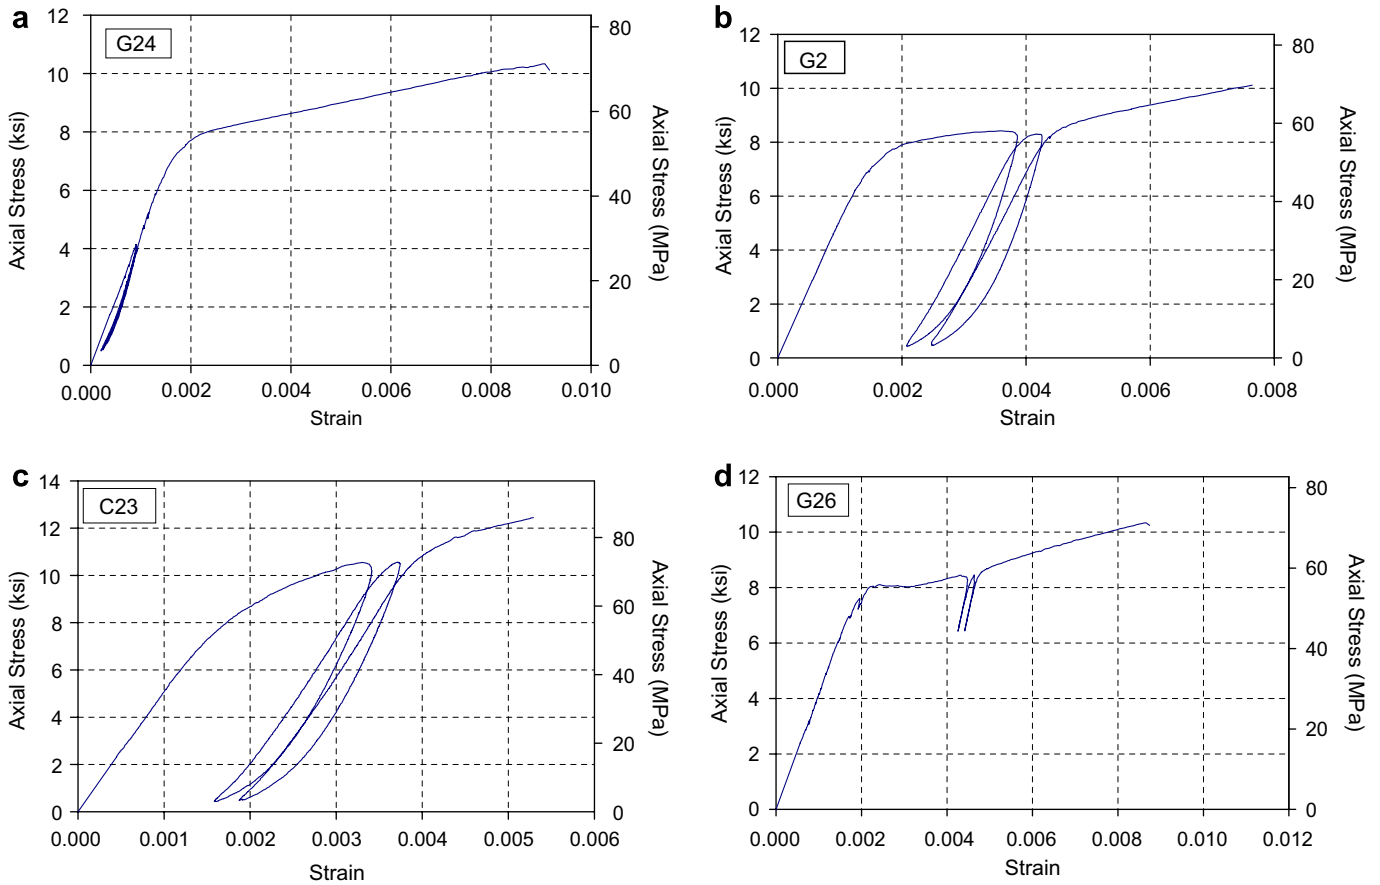 a
G24
12
10
8
6
4
2
0
80
60
40
20
0
0.000 0.002 0.004 0.006 0.008 0.010
Axial Stress (ksi)
Axial Stress (MPa)
Strain
b
G2
12
10
8
6
4
2
0
80
60
40
20
0
0.000 0.002 0.004 0.006 0.008
Axial Stress (ksi)
Axial Stress (MPa)
Strain
c
C23
14
12
10
8
6
4
2
0
80
60
40
20
0
0.000 0.001 0.002 0.003 0.004 0.005 0.006
Axial Stress (ksi)
Axial Stress (MPa)
Strain
d
G26
12
10
8
6
4
2
0
80
60
40
20
0
0.000 0.002 0.004 0.006 0.008 0.010 0.012
Axial Stress (ksi)
Axial Stress (MPa)
Strain